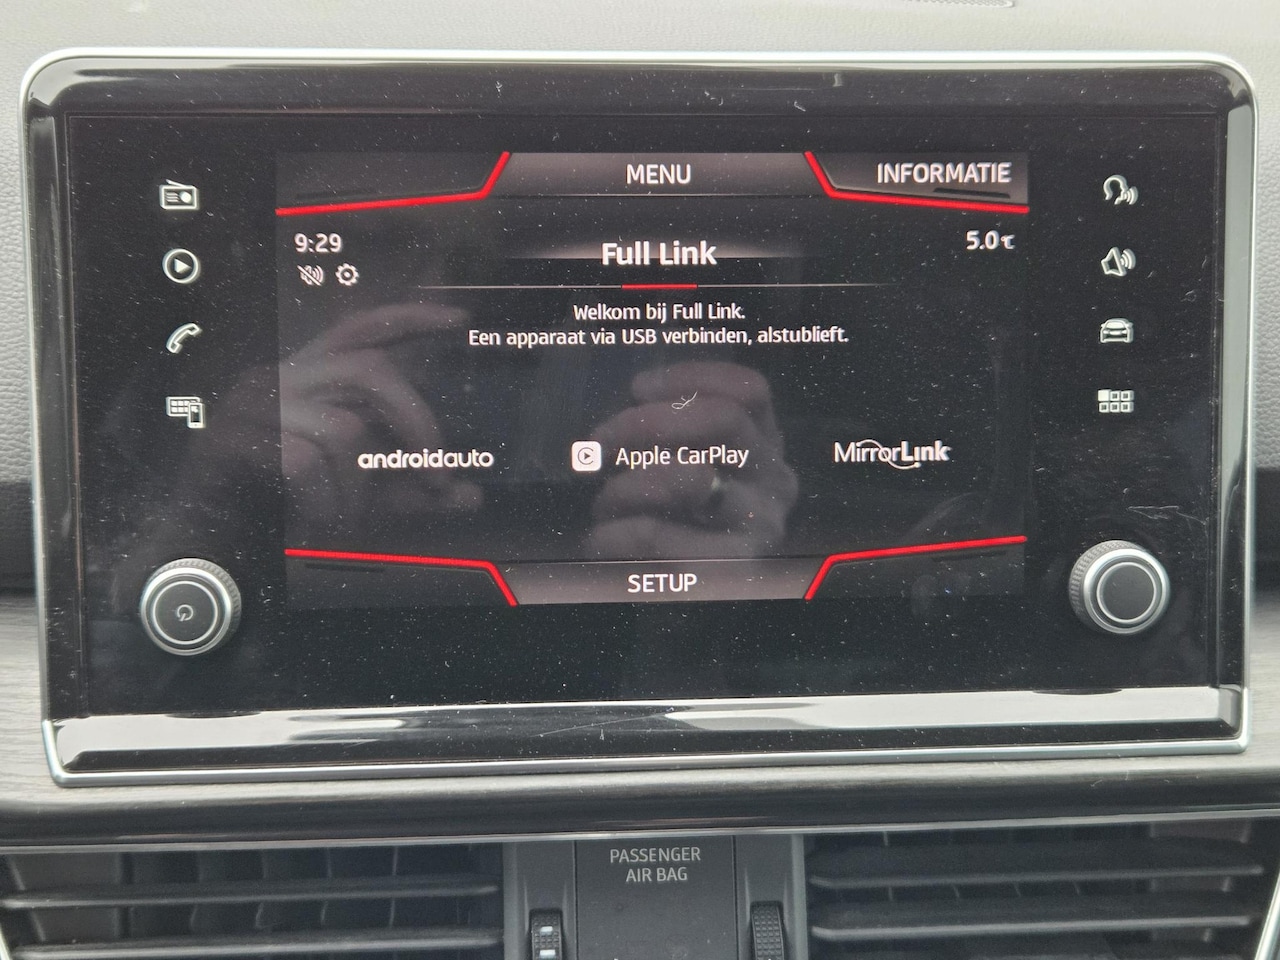 MENU
INFORMATIE
9:29
5.0°C
Full Link
Welkom bij Full Link.
Een apparaat via USB verbinden, alstublieft.
androidauto
Apple CarPlay
MirrorLink
SETUP
PASSENGER
AIR BAG